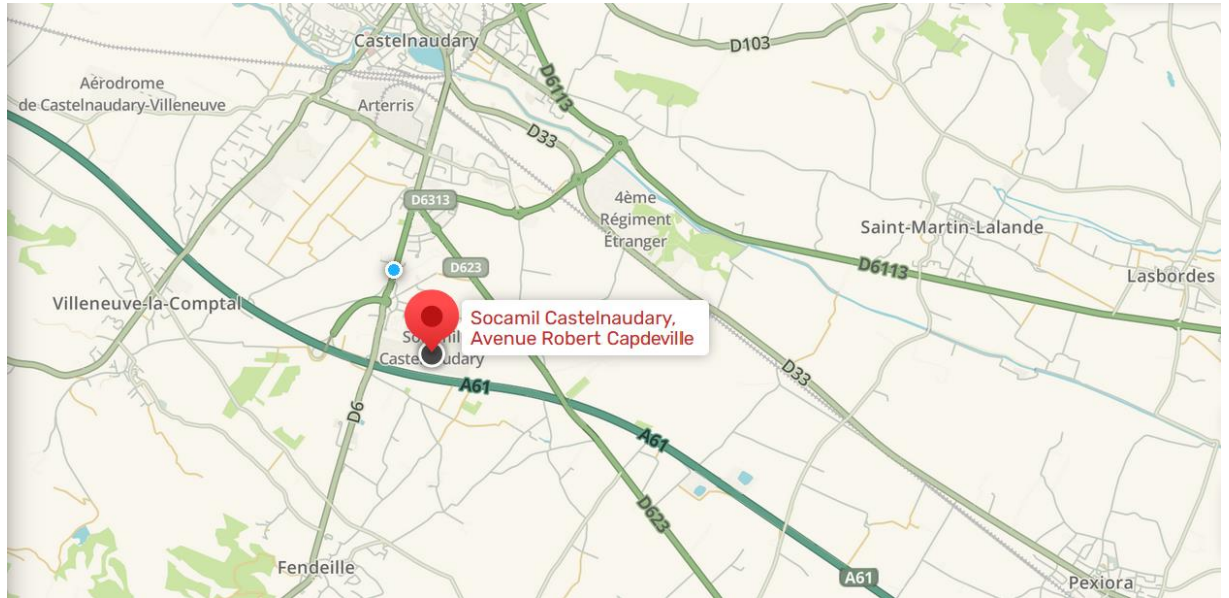 Castelnaudary
D103
Aérodrome
de Castelnaudary-Villeneuve
Arterris
D6113
D33
D6313
4ème
Régiment
Étranger
Saint-Martin-Lalande
D623
D6113
Lasbordes
Villeneuve-la-Comptal
Socamil Castelnaudary,
Avenue Robert Capdeville
A61
D33
D6
A61
D623
Fendeille
A61
Pexiora